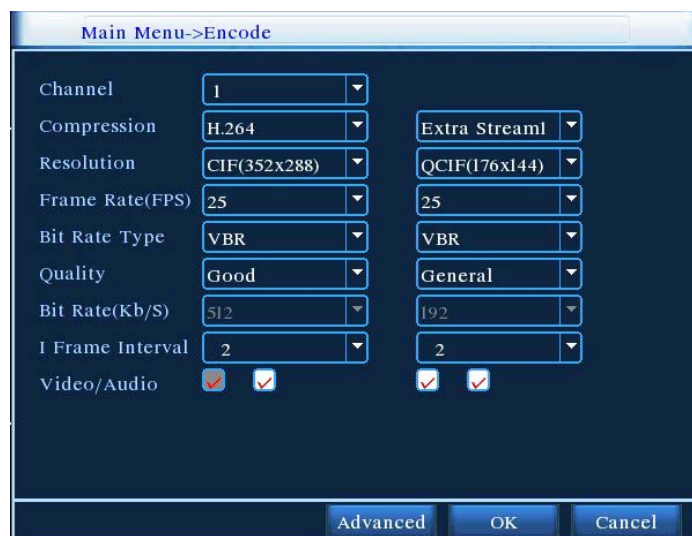 Main Menu->Encode
Channel 1
Compression H.264 Extra Stream1
Resolution CIF(352x288) QCIF(176x144)
Frame Rate(FPS) 25 25
Bit Rate Type VBR VBR
Quality Good General
Bit Rate(Kb/S) 512 192
I Frame Interval 2 2
Video/Audio
Advanced OK Cancel